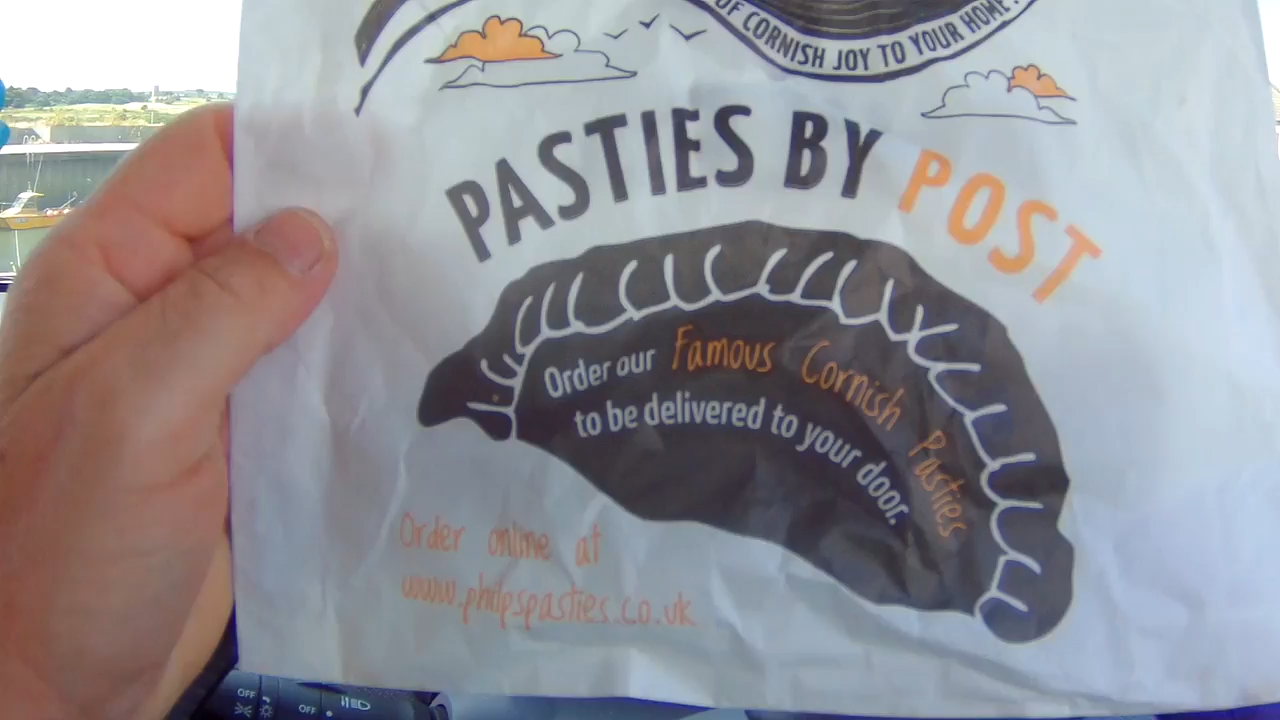 OF CORNISH JOY TO YOUR HOME!
PASTIES BY POST
Order our Famous Cornish Pasties
to be delivered to your door.
Order online at
www.philpspasties.co.uk
OFF
OFF